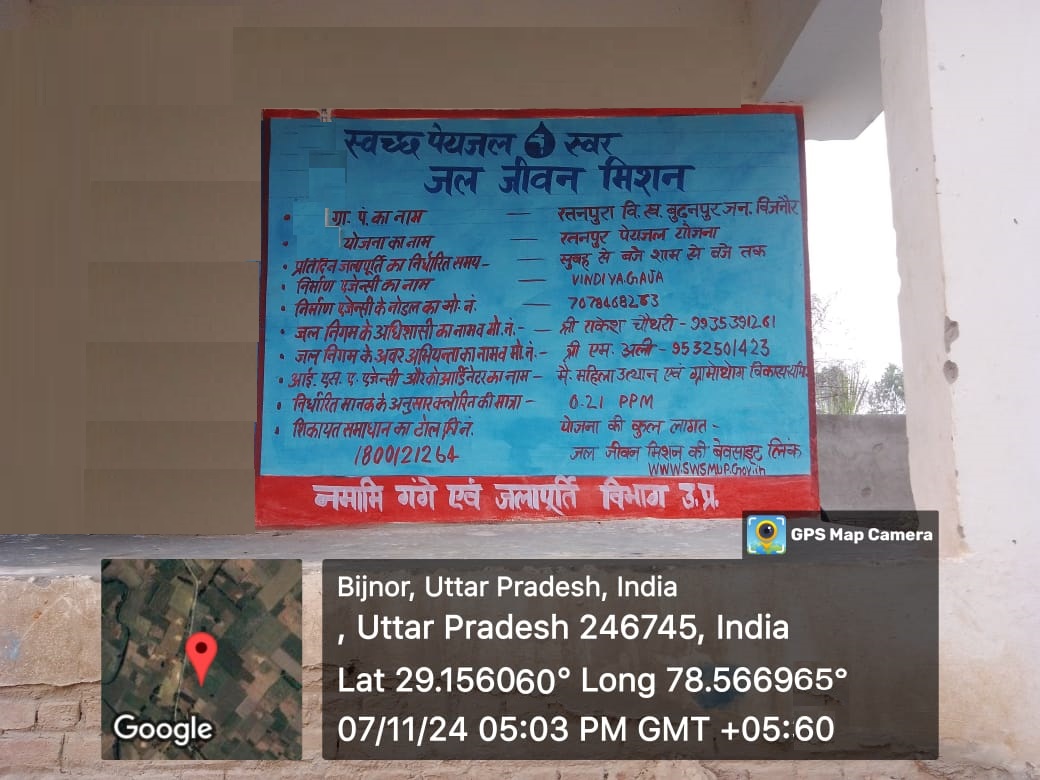 स्वच्छ पेयजल स्वर
जल जीवन मिशन
• ग्रा. पं. का नाम — रतनपुरा वि. ख. बुढनपुर जन. बिजनौर
• योजना का नाम — रतनपुर पेयजल योजना
• प्रतिदिन जलापूर्ति का निर्धारित समय - — सुबह से बजे शाम से बजे तक
• निर्माण एजेन्सी का नाम — VINDIYA.GAJA
• निर्माण एजेन्सी के नोडल का मो. नं. — 7078468263
• जल निगम के अधिशासी का नाम व मो. नं. - — श्री राकेश चौधरी - 9935391261
• जल निगम के अवर अभियन्ता का नाम व मो. नं. - श्री एम. अली - 9532501423
• आई. एस. ए. एजेन्सी और कोआर्डिनेटर का नाम - मै. महिला उत्थान एवं ग्रामोधोग विकास समि
• निर्धारित मानक के अनुसार क्लोरिन की मात्रा - 0.21 PPM
• शिकायत समाधान का टोल फ्रि नं. योजना की कुल लागत -
1800121264 जल जीवन मिशन की बेवसाइट लिंक
WWW.SWSMUP.Gov.in
नमामि गंगे एवं जलापूर्ति विभाग उ.प्र.
GPS Map Camera
Bijnor, Uttar Pradesh, India
, Uttar Pradesh 246745, India
Lat 29.156060° Long 78.566965°
07/11/24 05:03 PM GMT +05:60
Google